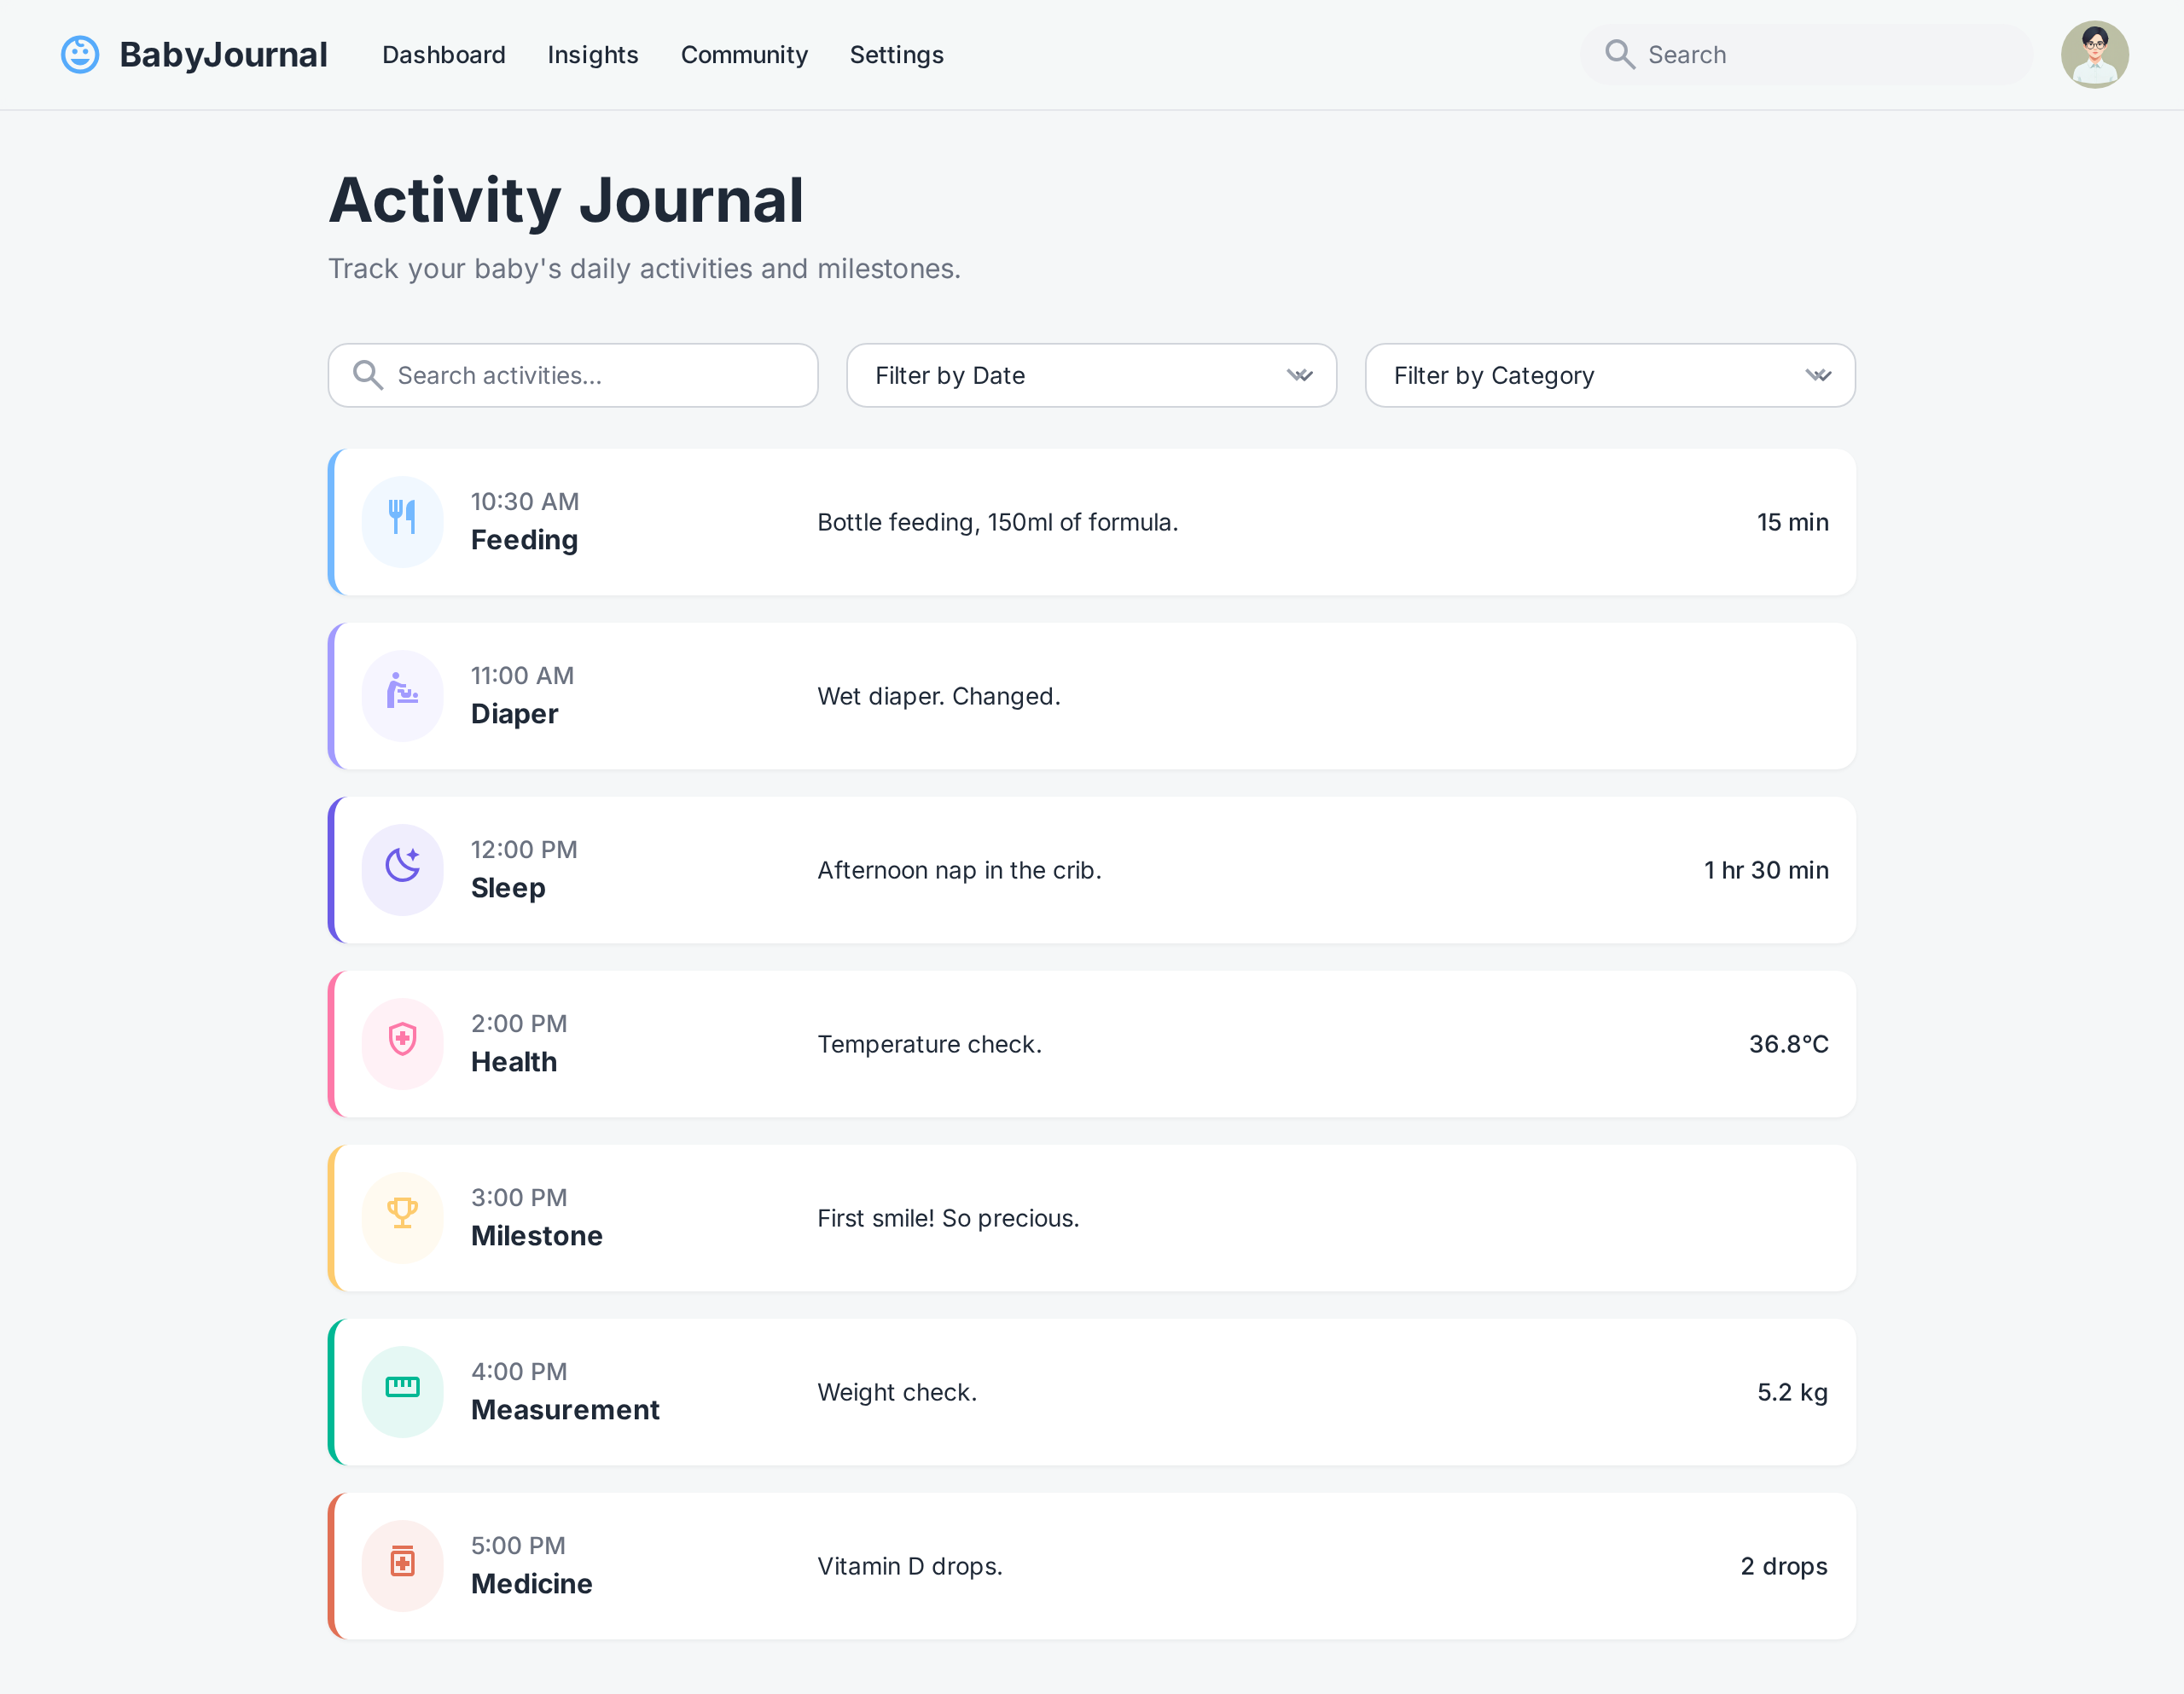 BabyJournal
Dashboard
Insights
Community
Settings
Search
Activity Journal
Track your baby's daily activities and milestones.
Search activities...
Filter by Date
Filter by Category
10:30 AM
Feeding
Bottle feeding, 150ml of formula.
15 min
11:00 AM
Diaper
Wet diaper. Changed.
12:00 PM
Sleep
Afternoon nap in the crib.
1 hr 30 min
2:00 PM
Health
Temperature check.
36.8°C
3:00 PM
Milestone
First smile! So precious.
4:00 PM
Measurement
Weight check.
5.2 kg
5:00 PM
Medicine
Vitamin D drops.
2 drops